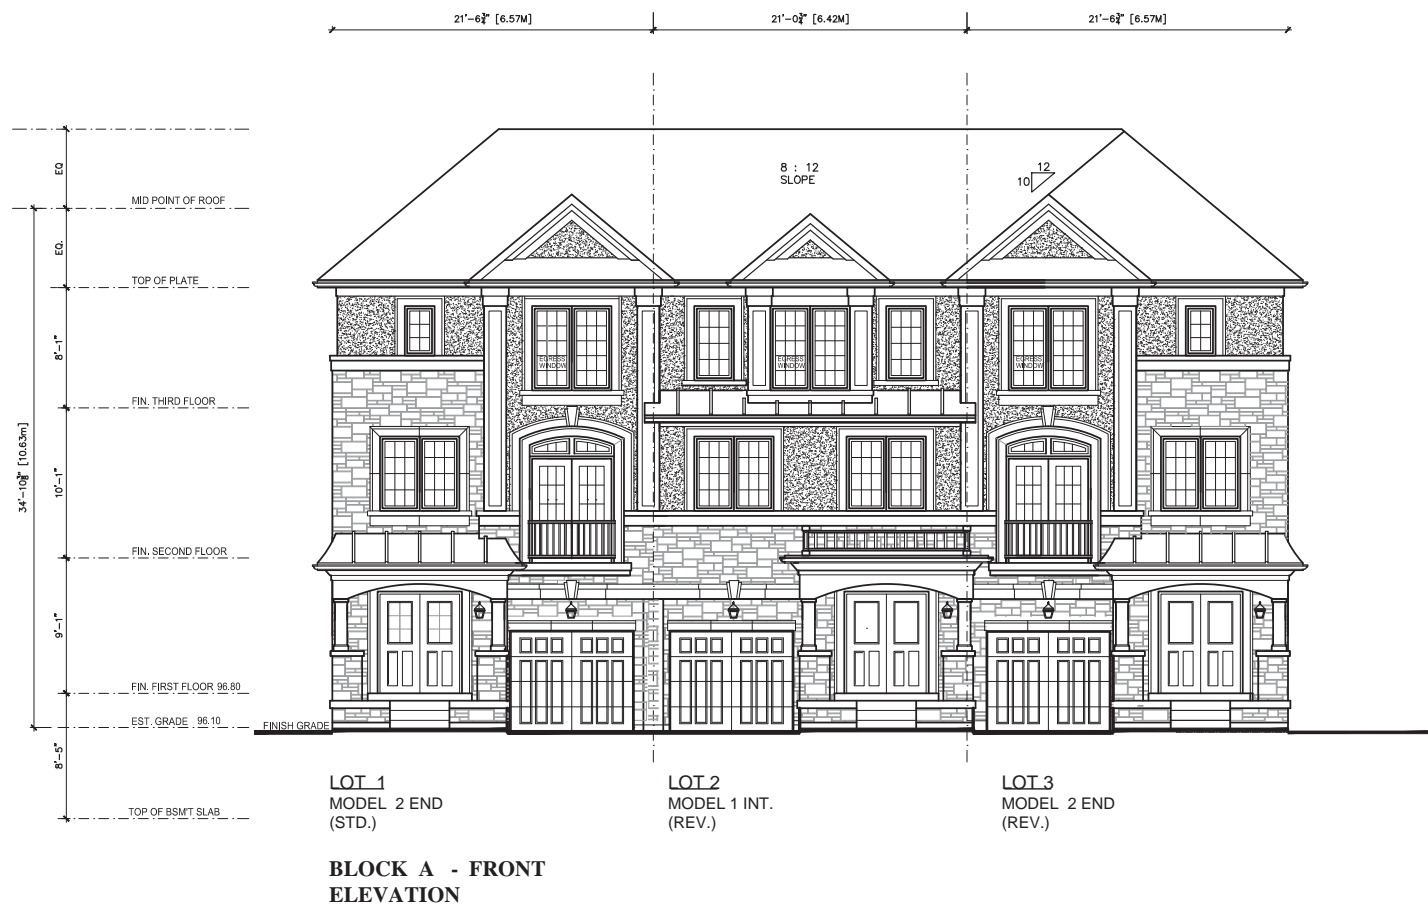 21'-6¾" [6.57M]
21'-0¾" [6.42M]
21'-6¾" [6.57M]
8 : 12
SLOPE
12
10
EQ
MID POINT OF ROOF
EQ.
TOP OF PLATE
8'-1"
EGRESS
WINDOW
EGRESS
WINDOW
EGRESS
WINDOW
FIN. THIRD FLOOR
34'-10⅜" [10.63m]
10'-1"
FIN. SECOND FLOOR
9'-1"
FIN. FIRST FLOOR 96.80
EST. GRADE 96.10
FINISH GRADE
8'-5"
TOP OF BSM'T SLAB
LOT 1
MODEL 2 END
(STD.)
LOT 2
MODEL 1 INT.
(REV.)
LOT 3
MODEL 2 END
(REV.)
BLOCK A - FRONT
ELEVATION